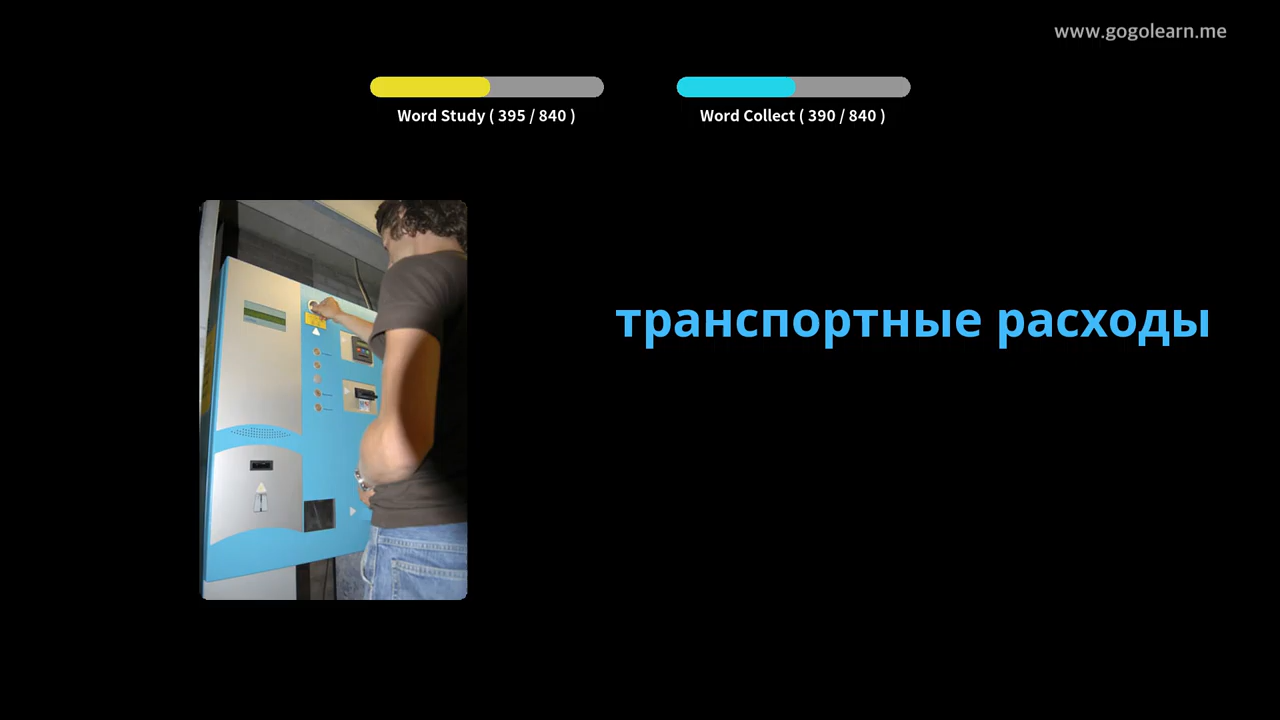 www.gogolearn.me
Word Study ( 395 / 840 )
Word Collect ( 390 / 840 )
транспортные расходы